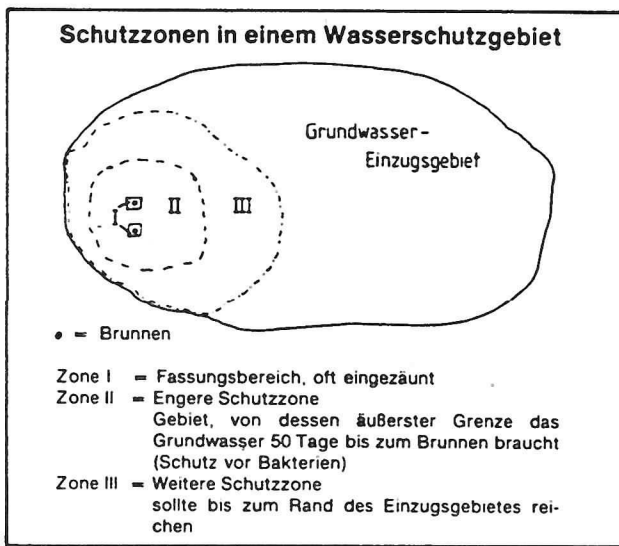 Schutzzonen in einem Wasserschutzgebiet
Grundwasser-
Einzugsgebiet
I
II
III
• = Brunnen
Zone I = Fassungsbereich, oft eingezäunt
Zone II = Engere Schutzzone
Gebiet, von dessen äußerster Grenze das
Grundwasser 50 Tage bis zum Brunnen braucht
(Schutz vor Bakterien)
Zone III = Weitere Schutzzone
sollte bis zum Rand des Einzugsgebietes rei-
chen